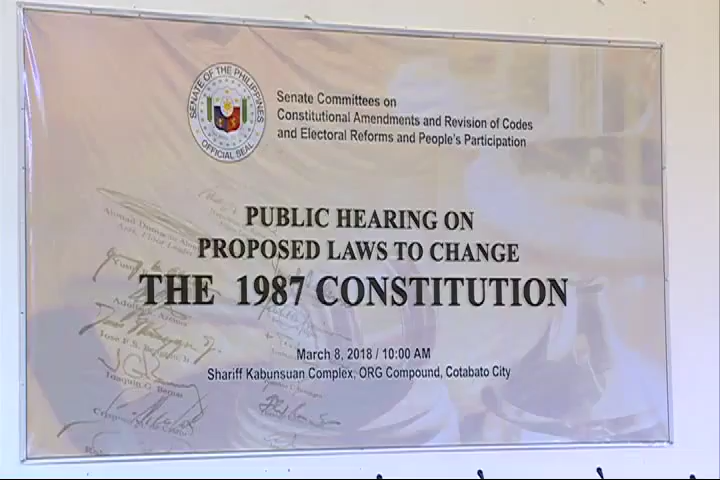 SENATE OF THE PHILIPPINES
OFFICIAL SEAL
Senate Committees on
Constitutional Amendments and Revision of Codes
and Electoral Reforms and People's Participation
PUBLIC HEARING ON
PROPOSED LAWS TO CHANGE
THE 1987 CONSTITUTION
March 8, 2018 / 10:00 AM
Shariff Kabunsuan Complex, ORG Compound, Cotabato City